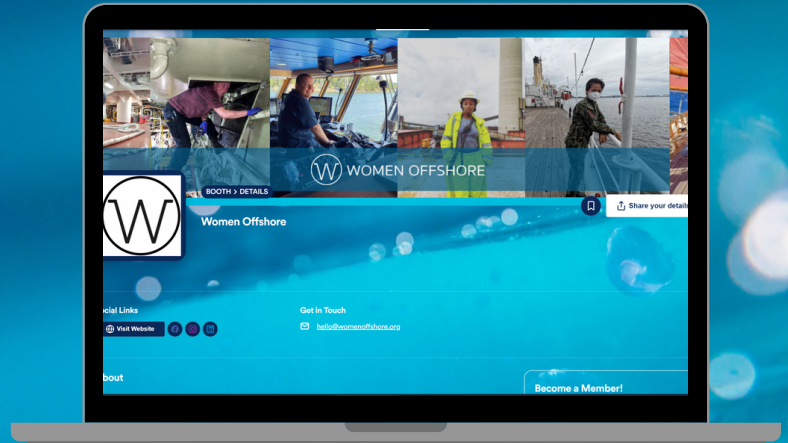 W WOMEN OFFSHORE
BOOTH > DETAILS
W
Share your details
Women Offshore
ocial Links
Get in Touch
Visit Website
hello@womenoffshore.org
bout
Become a Member!